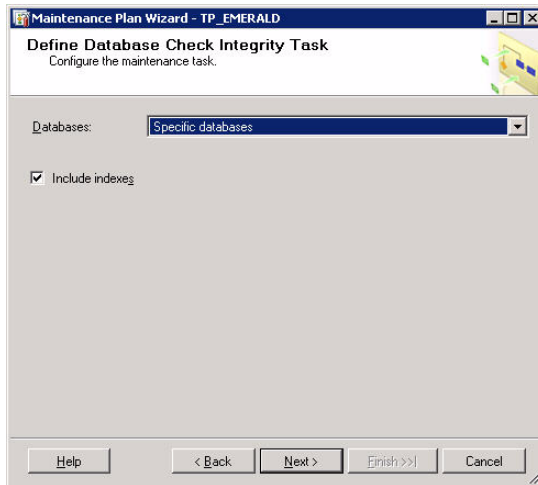 Maintenance Plan Wizard - TP_EMERALD
Define Database Check Integrity Task
Configure the maintenance task.
Databases: Specific databases
Include indexes
Help < Back Next > Finish >>| Cancel